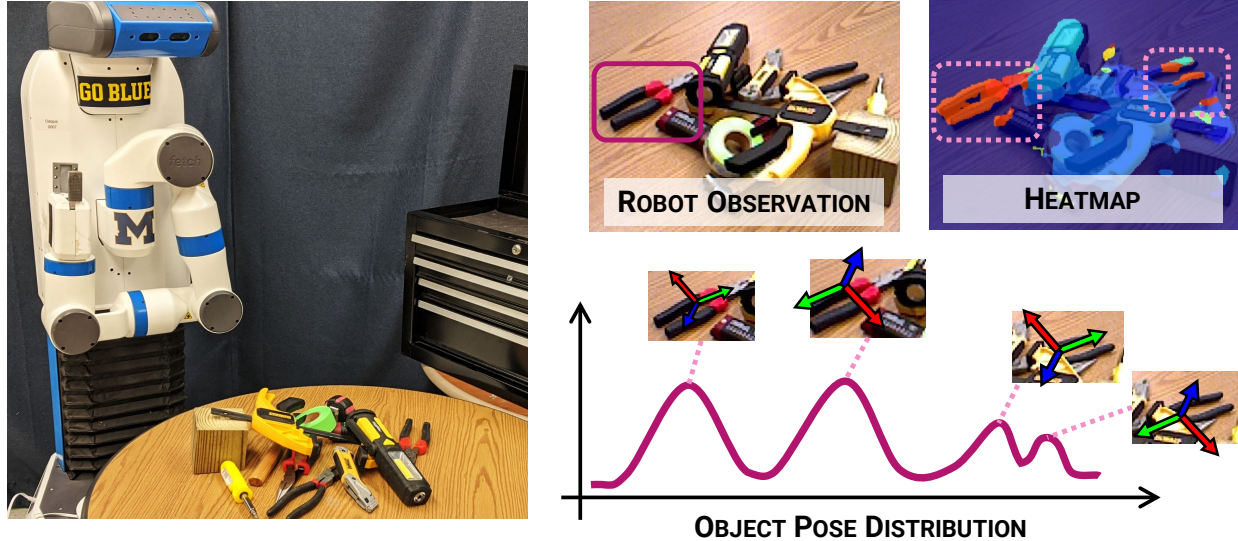 GO BLUE
fetch
M
ROBOT OBSERVATION
HEATMAP
OBJECT POSE DISTRIBUTION